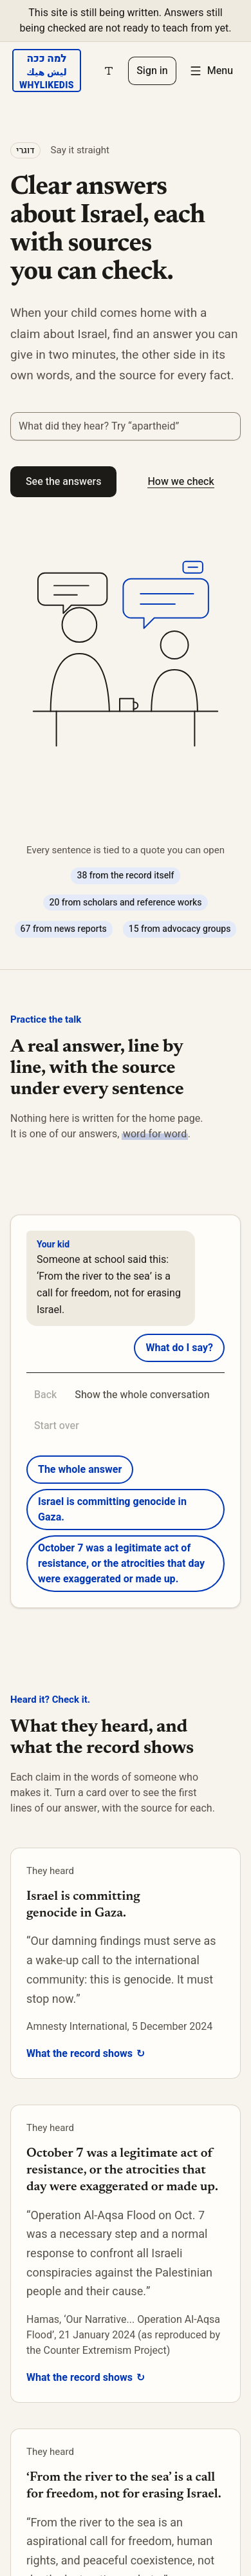 This site is still being written. Answers still
being checked are not ready to teach from yet.
למה ככה
ليش هيك
WHYLIKEDIS
T
Sign in
Menu
דוגרי
Say it straight
Clear answers
about Israel, each
with sources
you can check.
When your child comes home with a
claim about Israel, find an answer you can
give in two minutes, the other side in its
own words, and the source for every fact.
What did they hear? Try “apartheid”
See the answers
How we check
Every sentence is tied to a quote you can open
38 from the record itself
20 from scholars and reference works
67 from news reports
15 from advocacy groups
Practice the talk
A real answer, line by
line, with the source
under every sentence
Nothing here is written for the home page.
It is one of our answers, word for word.
Your kid
Someone at school said this:
‘From the river to the sea’ is a
call for freedom, not for erasing
Israel.
What do I say?
Back
Show the whole conversation
Start over
The whole answer
Israel is committing genocide in
Gaza.
October 7 was a legitimate act of
resistance, or the atrocities that day
were exaggerated or made up.
Heard it? Check it.
What they heard, and
what the record shows
Each claim in the words of someone who
makes it. Turn a card over to see the first
lines of our answer, with the source for each.
They heard
Israel is committing
genocide in Gaza.
“Our damning findings must serve as
a wake-up call to the international
community: this is genocide. It must
stop now.”
Amnesty International, 5 December 2024
What the record shows ↻
They heard
October 7 was a legitimate act of
resistance, or the atrocities that
day were exaggerated or made up.
“Operation Al-Aqsa Flood on Oct. 7
was a necessary step and a normal
response to confront all Israeli
conspiracies against the Palestinian
people and their cause.”
Hamas, ‘Our Narrative... Operation Al-Aqsa
Flood’, 21 January 2024 (as reproduced by
the Counter Extremism Project)
What the record shows ↻
They heard
‘From the river to the sea’ is a call
for freedom, not for erasing Israel.
“From the river to the sea is an
aspirational call for freedom, human
rights, and peaceful coexistence, not